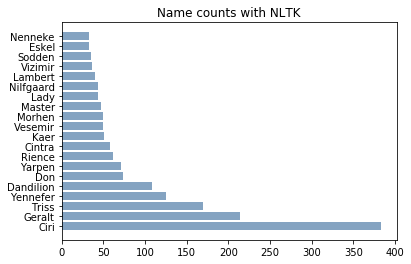 Name counts with NLTK
Nenneke
Eskel
Sodden
Vizimir
Lambert
Nilfgaard
Lady
Master
Morhen
Vesemir
Kaer
Cintra
Rience
Yarpen
Don
Dandilion
Yennefer
Triss
Geralt
Ciri
0 50 100 150 200 250 300 350 400